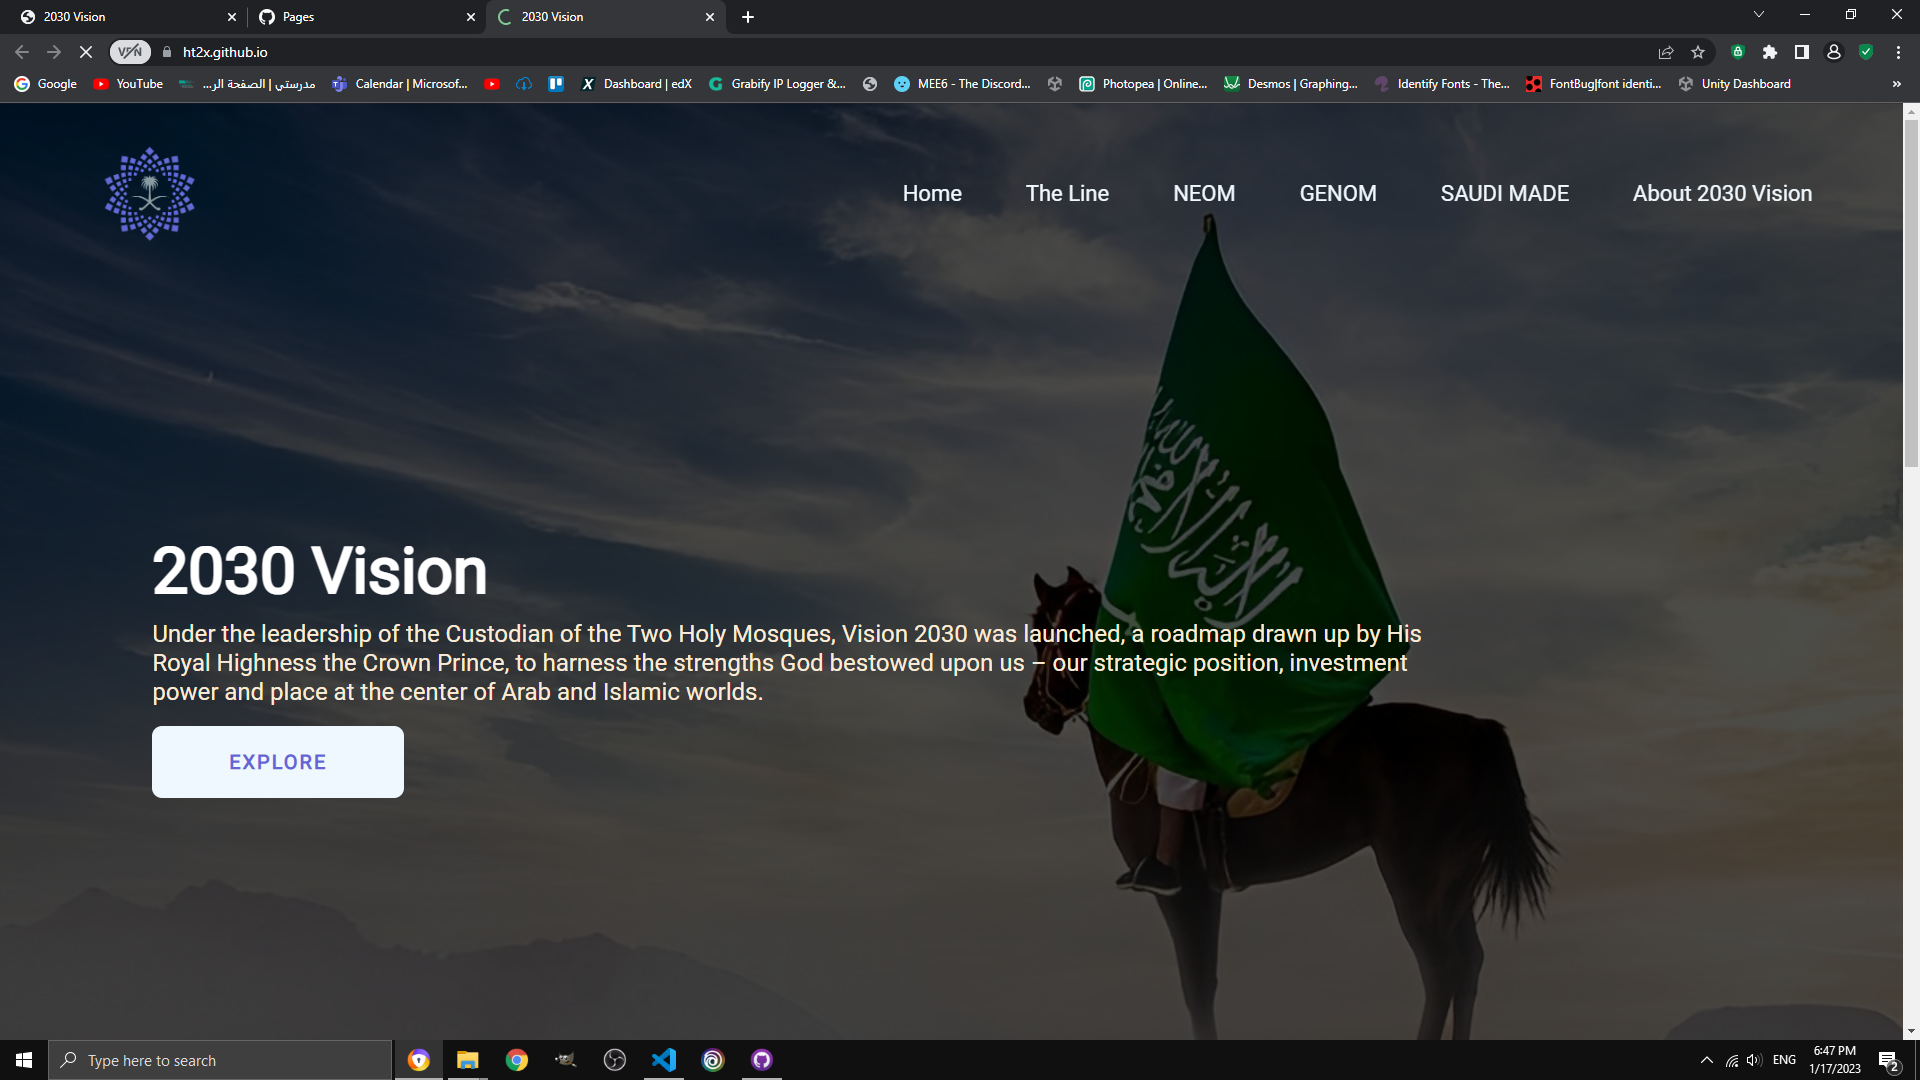 2030 Vision
Pages
2030 Vision
VPN
ht2x.github.io
Google
YouTube
مدرستي | الصفحة الر...
Calendar | Microsof...
Dashboard | edX
Grabify IP Logger &...
MEE6 - The Discord...
Photopea | Online...
Desmos | Graphing...
Identify Fonts - The...
FontBug|font identi...
Unity Dashboard
»
Home
The Line
NEOM
GENOM
SAUDI MADE
About 2030 Vision
2030 Vision
Under the leadership of the Custodian of the Two Holy Mosques, Vision 2030 was launched, a roadmap drawn up by His
Royal Highness the Crown Prince, to harness the strengths God bestowed upon us – our strategic position, investment
power and place at the center of Arab and Islamic worlds.
EXPLORE
Type here to search
ENG
6:47 PM
1/17/2023
2